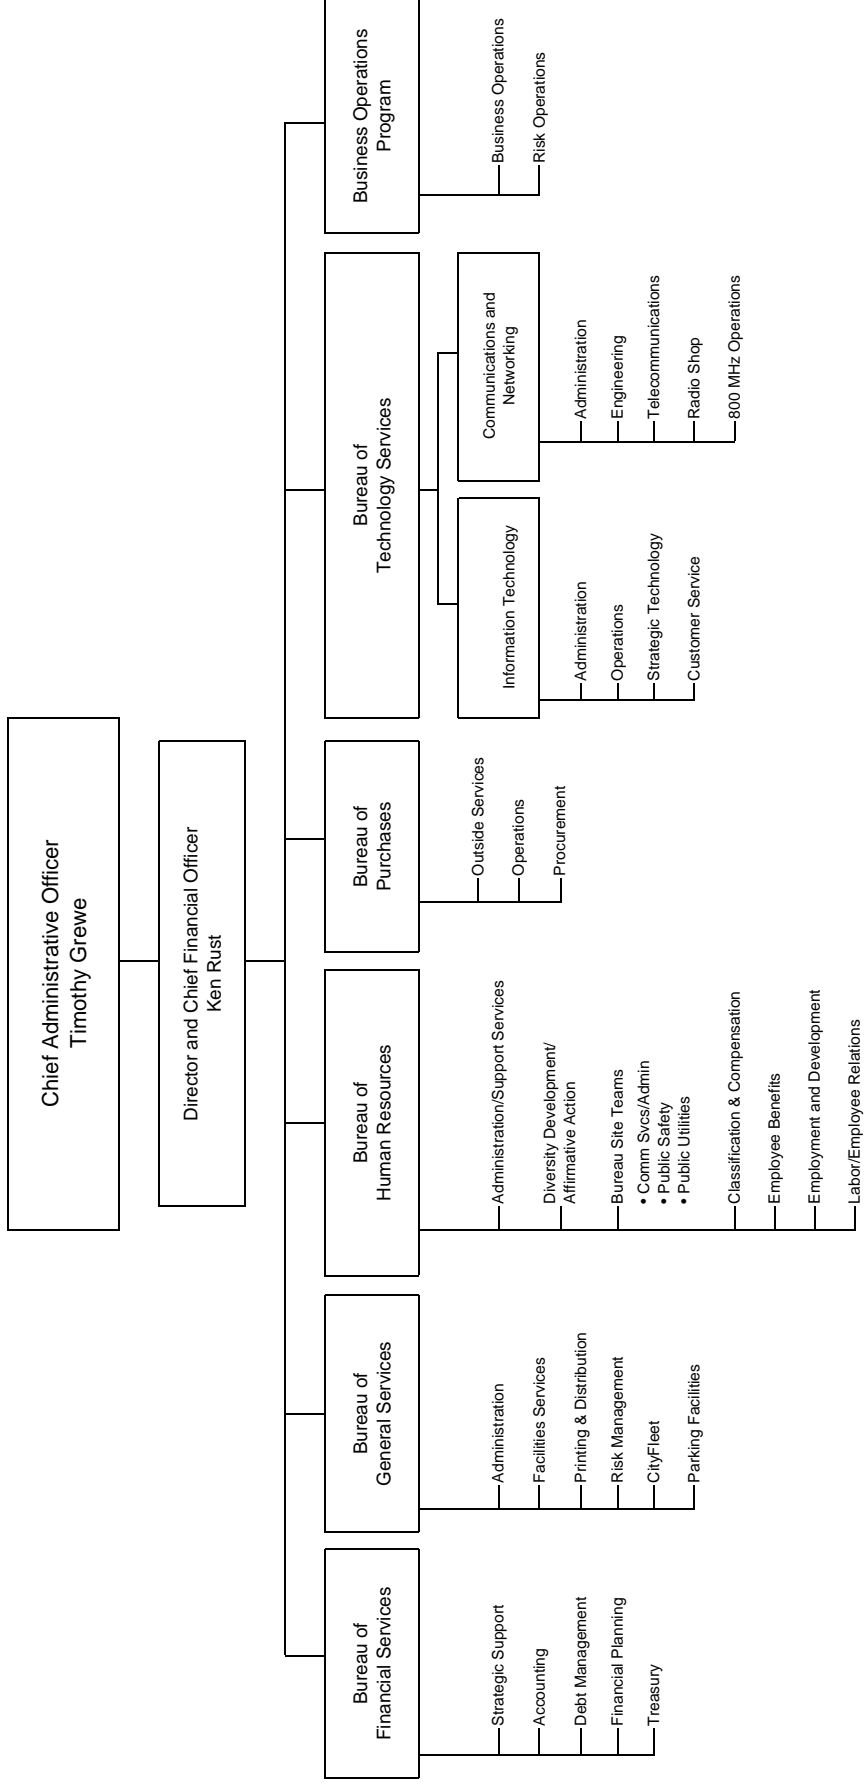 Chief Administrative Officer
Timothy Grewe
Director and Chief Financial Officer
Ken Rust
Bureau of
Financial Services
Strategic Support
Accounting
Debt Management
Financial Planning
Treasury
Bureau of
General Services
Administration
Facilities Services
Printing & Distribution
Risk Management
CityFleet
Parking Facilities
Bureau of
Human Resources
Administration/Support Services
Diversity Development/
Affirmative Action
Bureau Site Teams
• Comm Svcs/Admin
• Public Safety
• Public Utilities
Classification & Compensation
Employee Benefits
Employment and Development
Labor/Employee Relations
Bureau of
Purchases
Outside Services
Operations
Procurement
Bureau of
Technology Services
Information Technology
Administration
Operations
Strategic Technology
Customer Service
Communications and
Networking
Administration
Engineering
Telecommunications
Radio Shop
800 MHz Operations
Business Operations
Program
Business Operations
Risk Operations